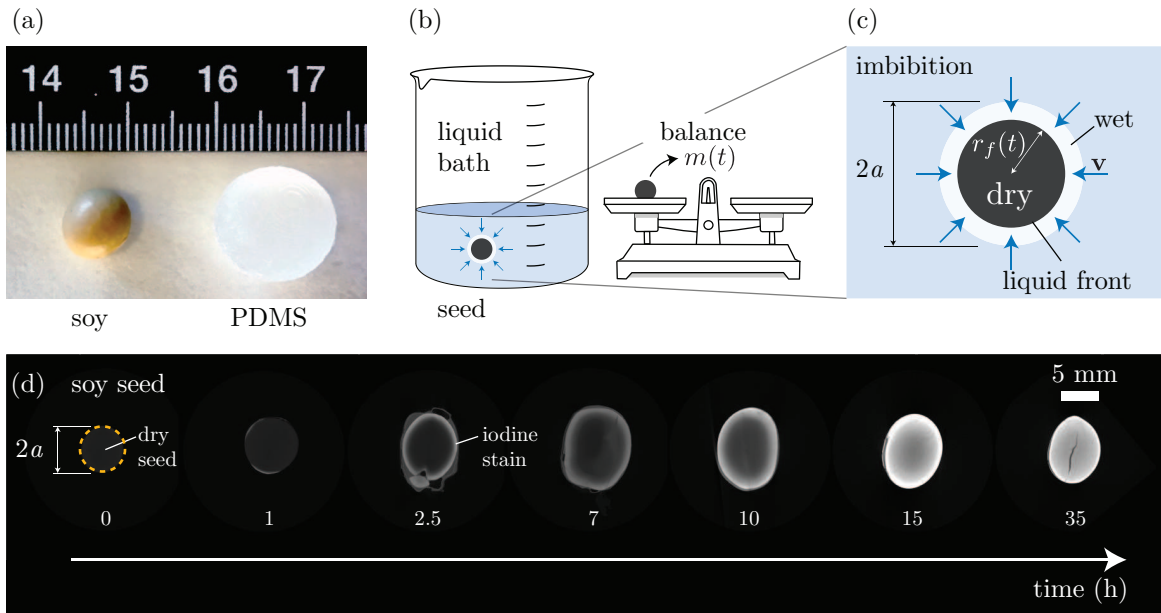 (a)
14 15 16 17
soy
PDMS
(b)
liquid
bath
balance
m(t)
seed
(c)
imbibition
2a
r_f(t)
dry
wet
v
liquid front
(d)
soy seed
2a
dry
seed
iodine
stain
5 mm
0 1 2.5 7 10 15 35
time (h)